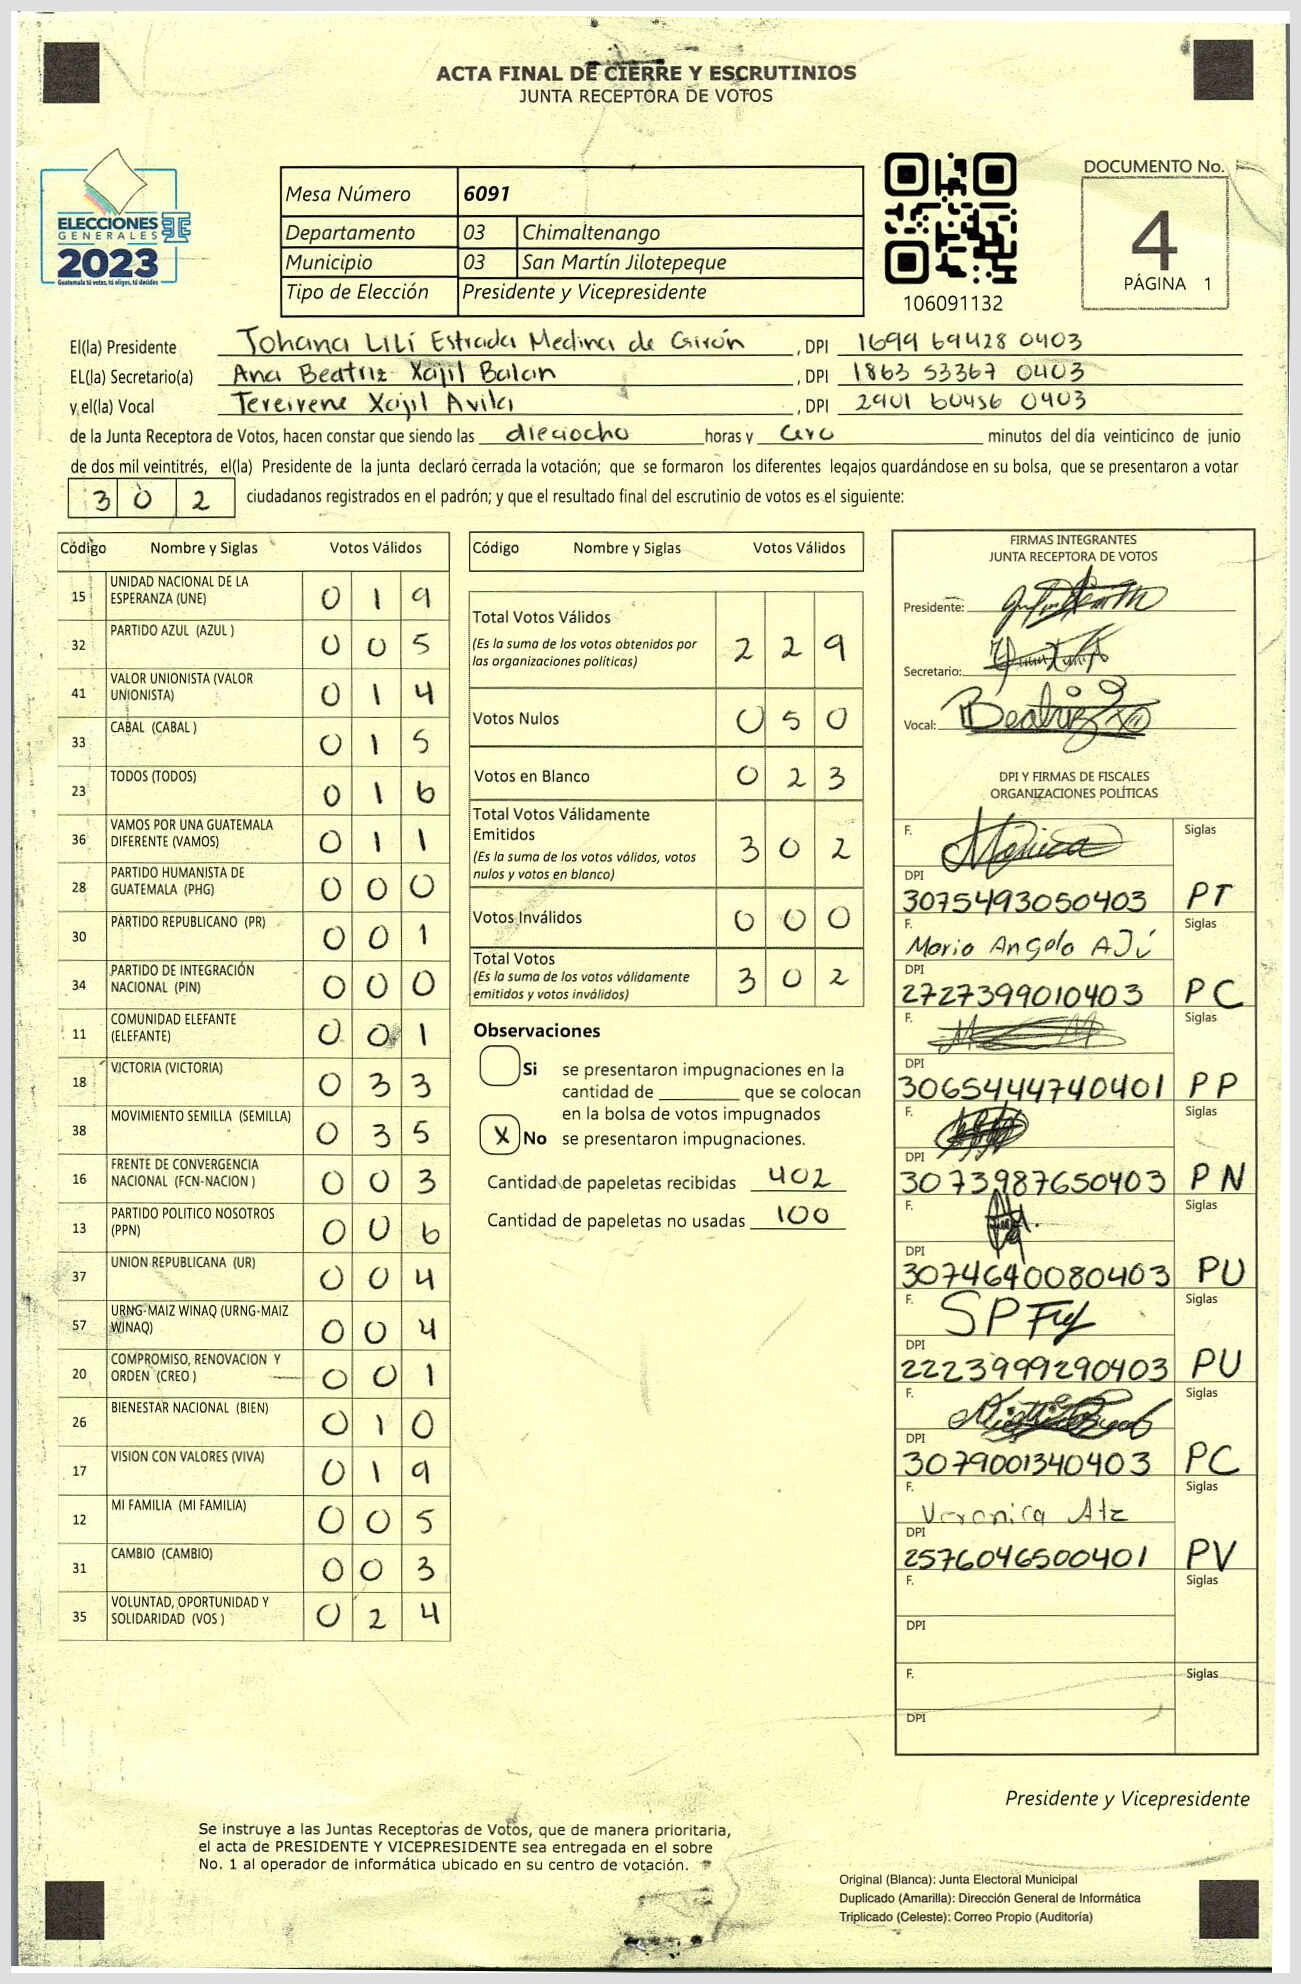 ACTA FINAL DE CIERRE Y ESCRUTINIOS
JUNTA RECEPTORA DE VOTOS
ELECCIONES
GENERALES TSE
2023
Guatemala tú votas, tú eliges, tú decides
Mesa Número 6091
Departamento 03 Chimaltenango
Municipio 03 San Martín Jilotepeque
Tipo de Elección Presidente y Vicepresidente
106091132
DOCUMENTO No.
4
PÁGINA 1
El(la) Presidente Johana Lilí Estrada Medina de Girón , DPI 1699 69428 0403
EL(la) Secretario(a) Ana Beatriz Xajil Balan , DPI 1863 53367 0403
y el(la) Vocal Tereirene Xajil Avila , DPI 2901 60456 0403
de la Junta Receptora de Votos, hacen constar que siendo las dieciocho horas y cero minutos del día veinticinco de junio
de dos mil veintitrés, el(la) Presidente de la junta declaró cerrada la votación; que se formaron los diferentes legajos guardándose en su bolsa, que se presentaron a votar
3 0 2 ciudadanos registrados en el padrón; y que el resultado final del escrutinio de votos es el siguiente:
Código Nombre y Siglas Votos Válidos
15 UNIDAD NACIONAL DE LA ESPERANZA (UNE) 0 1 9
32 PARTIDO AZUL (AZUL ) 0 0 5
41 VALOR UNIONISTA (VALOR UNIONISTA) 0 1 4
33 CABAL (CABAL ) 0 1 5
23 TODOS (TODOS) 0 1 6
36 VAMOS POR UNA GUATEMALA DIFERENTE (VAMOS) 0 1 1
28 PARTIDO HUMANISTA DE GUATEMALA (PHG) 0 0 0
30 PARTIDO REPUBLICANO (PR) 0 0 1
34 PARTIDO DE INTEGRACIÓN NACIONAL (PIN) 0 0 0
11 COMUNIDAD ELEFANTE (ELEFANTE) 0 0 1
18 VICTORIA (VICTORIA) 0 3 3
38 MOVIMIENTO SEMILLA (SEMILLA) 0 3 5
16 FRENTE DE CONVERGENCIA NACIONAL (FCN-NACION ) 0 0 3
13 PARTIDO POLITICO NOSOTROS (PPN) 0 0 6
37 UNION REPUBLICANA (UR) 0 0 4
57 URNG-MAIZ WINAQ (URNG-MAIZ WINAQ) 0 0 4
20 COMPROMISO, RENOVACION Y ORDEN (CREO ) 0 0 1
26 BIENESTAR NACIONAL (BIEN) 0 1 0
17 VISION CON VALORES (VIVA) 0 1 9
12 MI FAMILIA (MI FAMILIA) 0 0 5
31 CAMBIO (CAMBIO) 0 0 3
35 VOLUNTAD, OPORTUNIDAD Y SOLIDARIDAD (VOS ) 0 2 4
Código Nombre y Siglas Votos Válidos
Total Votos Válidos 2 2 9
(Es la suma de los votos obtenidos por
las organizaciones políticas)
Votos Nulos 0 5 0
Votos en Blanco 0 2 3
Total Votos Válidamente
Emitidos 3 0 2
(Es la suma de los votos válidos, votos
nulos y votos en blanco)
Votos Inválidos 0 0 0
Total Votos 3 0 2
(Es la suma de los votos válidamente
emitidos y votos inválidos)
Observaciones
Si se presentaron impugnaciones en la
cantidad de ________ que se colocan
en la bolsa de votos impugnados
X No se presentaron impugnaciones.
Cantidad de papeletas recibidas 402
Cantidad de papeletas no usadas 100
FIRMAS INTEGRANTES
JUNTA RECEPTORA DE VOTOS
Presidente:
Secretario:
Vocal: Beatriz
DPI Y FIRMAS DE FISCALES
ORGANIZACIONES POLÍTICAS
F. Monica Siglas
DPI
3075493050403 PT
F. Mario Angelo AJú Siglas
DPI
2727399010403 PC
F. Siglas
DPI
3065444740401 PP
F. Siglas
DPI
3073987650403 PN
F. Siglas
DPI
3074640080403 PU
F. SP Siglas
DPI
2223999290403 PU
F. Siglas
DPI
3079001340403 PC
F. Veronica Atz Siglas
DPI
2576046500401 PV
F. Siglas
DPI
F. Siglas
DPI
Presidente y Vicepresidente
Se instruye a las Juntas Receptoras de Votos, que de manera prioritaria,
el acta de PRESIDENTE Y VICEPRESIDENTE sea entregada en el sobre
No. 1 al operador de informática ubicado en su centro de votación.
Original (Blanca): Junta Electoral Municipal
Duplicado (Amarilla): Dirección General de Informática
Triplicado (Celeste): Correo Propio (Auditoría)